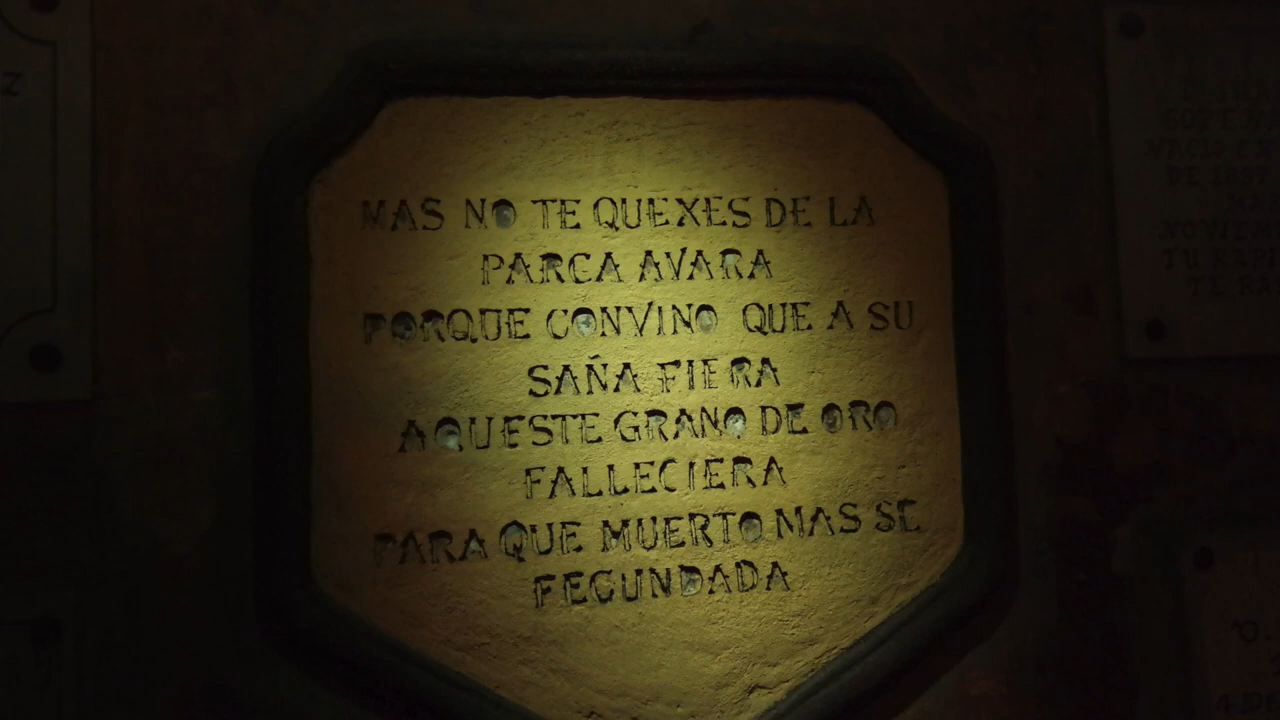 MAS NO TE QUEXES DE LA
PARCA AVARA
PORQUE CONVINO QUE A SU
SAÑA FIERA
AQUESTE GRANO DE ORO
FALLECIERA
PARA QUE MUERTO MAS SE
FECUNDADA